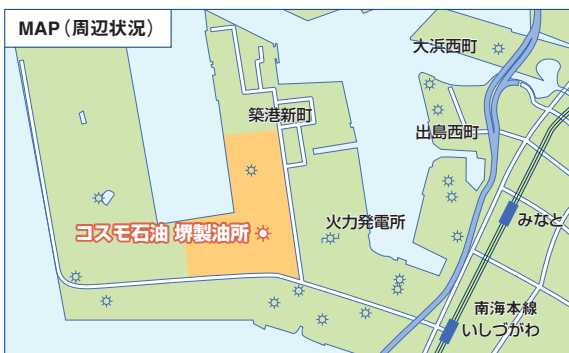 MAP（周辺状況）
大浜西町
築港新町
出島西町
火力発電所
みなと
コスモ石油 堺製油所
南海本線
いしづがわ